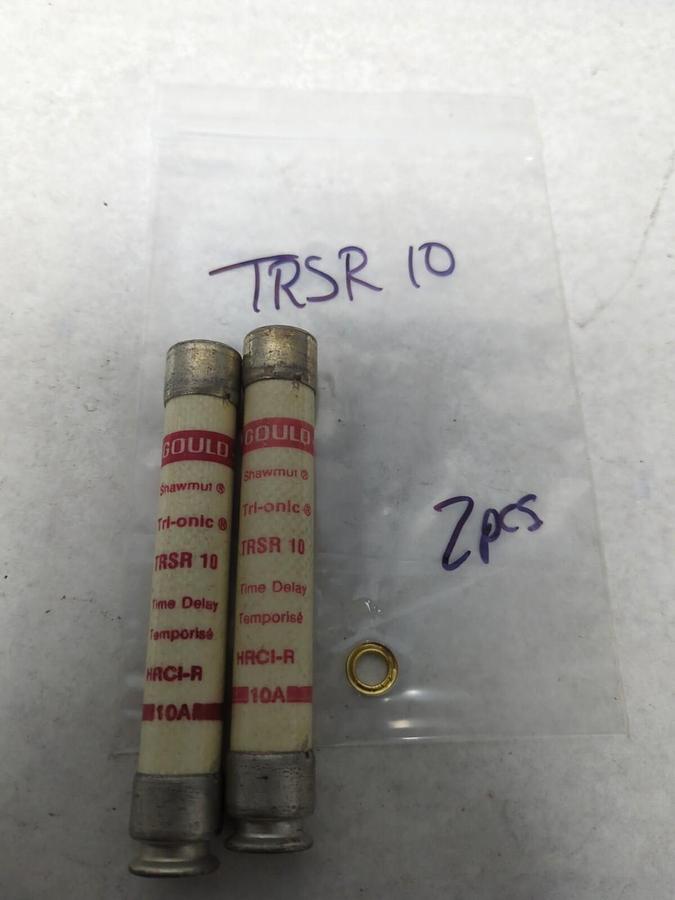 TRSR 10
GOULD
Shawmut ®
Tri-onic ®
TRSR 10
Time Delay
Temporisé
HRCI-R
10A
GOULD
Shawmut ®
Tri-onic ®
TRSR 10
Time Delay
Temporisé
HRCI-R
10A
2pcs